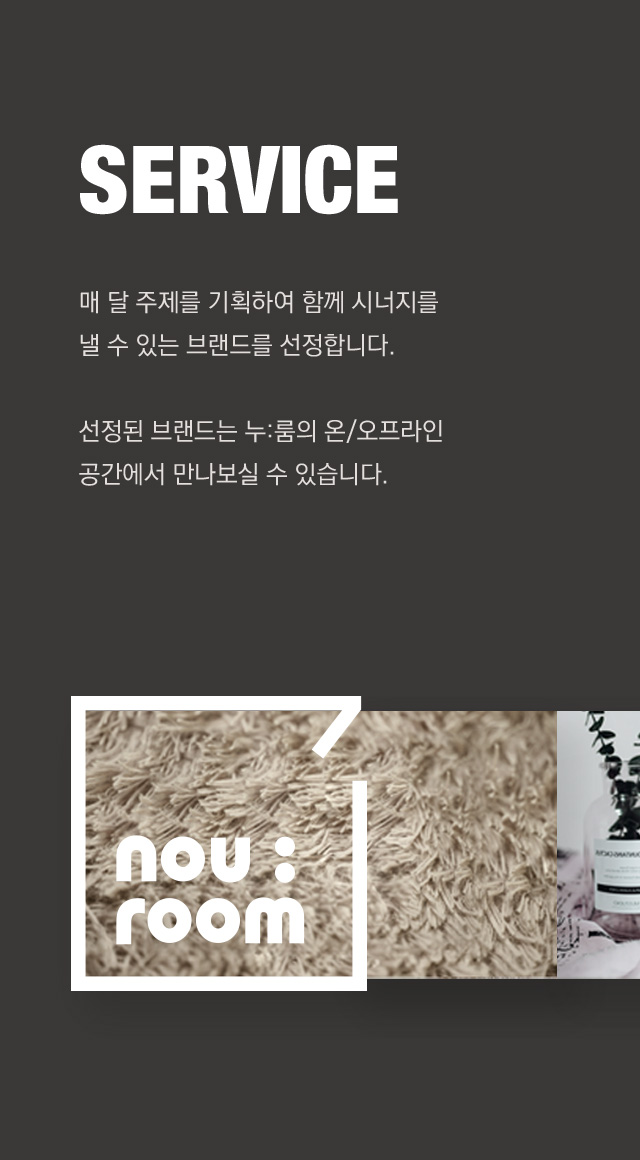 SERVICE
매 달 주제를 기획하여 함께 시너지를
낼 수 있는 브랜드를 선정합니다.
선정된 브랜드는 누:룸의 온/오프라인
공간에서 만나보실 수 있습니다.
nou :
room